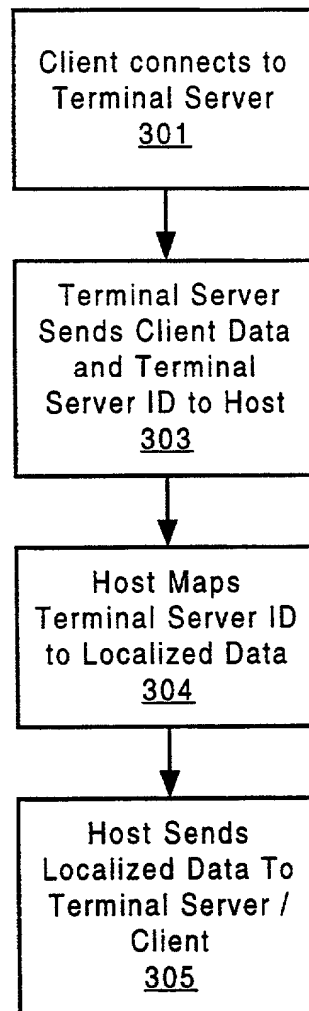 Client connects to
Terminal Server
301
Terminal Server
Sends Client Data
and Terminal
Server ID to Host
303
Host Maps
Terminal Server ID
to Localized Data
304
Host Sends
Localized Data To
Terminal Server /
Client
305